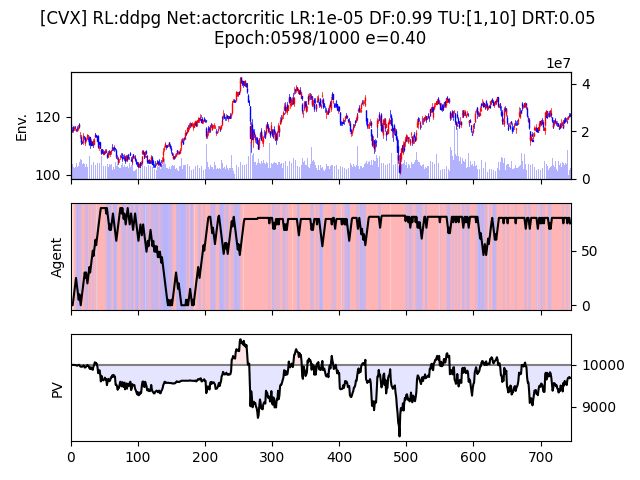 [CVX] RL:ddpg Net:actorcritic LR:1e-05 DF:0.99 TU:[1,10] DRT:0.05
Epoch:0598/1000 e=0.40
1e7
Env.
120
100
4
2
0
Agent
50
0
PV
10000
9000
0 100 200 300 400 500 600 700